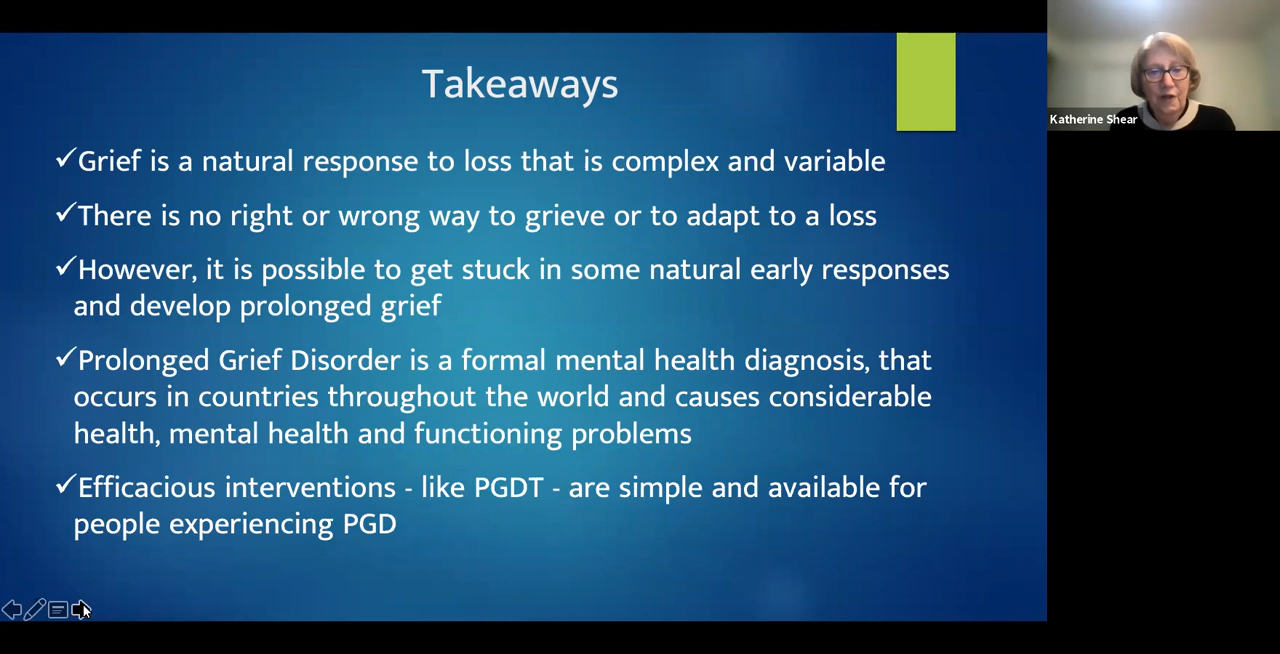 Takeaways
✓Grief is a natural response to loss that is complex and variable
✓There is no right or wrong way to grieve or to adapt to a loss
✓However, it is possible to get stuck in some natural early responses
and develop prolonged grief
✓Prolonged Grief Disorder is a formal mental health diagnosis, that
occurs in countries throughout the world and causes considerable
health, mental health and functioning problems
✓Efficacious interventions - like PGDT - are simple and available for
people experiencing PGD
Katherine Shear